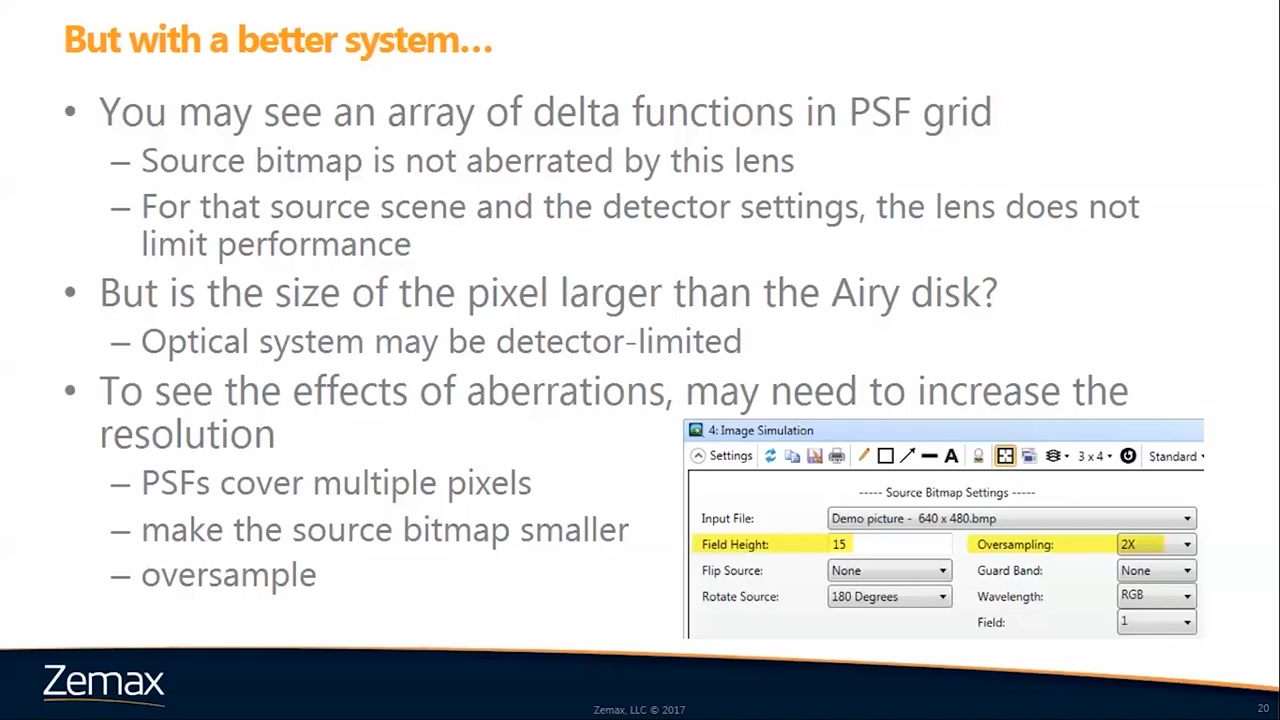 But with a better system...
• You may see an array of delta functions in PSF grid
– Source bitmap is not aberrated by this lens
– For that source scene and the detector settings, the lens does not
limit performance
• But is the size of the pixel larger than the Airy disk?
– Optical system may be detector-limited
• To see the effects of aberrations, may need to increase the
resolution
– PSFs cover multiple pixels
– make the source bitmap smaller
– oversample
4: Image Simulation
Settings A 3 x 4 Standard
----- Source Bitmap Settings -----
Input File: Demo picture - 640 x 480.bmp
Field Height: 15 Oversampling: 2X
Flip Source: None Guard Band: None
Rotate Source: 180 Degrees Wavelength: RGB
Field: 1
Zemax
Zemax, LLC © 2017
20